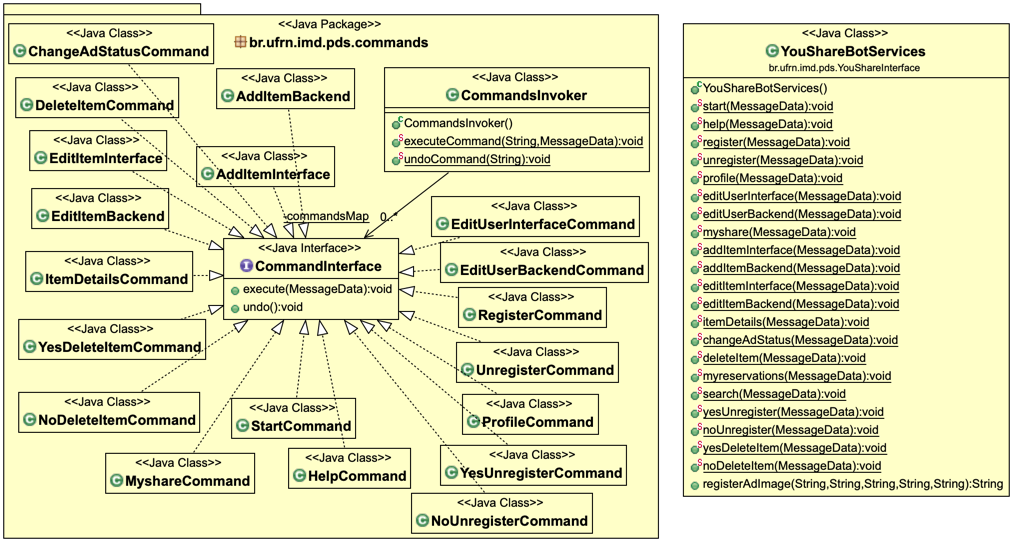 <<Java Package>>
br.ufrn.imd.pds.commands
<<Java Class>>
ChangeAdStatusCommand
<<Java Class>>
DeleteItemCommand
<<Java Class>>
AddItemBackend
<<Java Class>>
EditItemInterface
<<Java Class>>
AddItemInterface
<<Java Class>>
EditItemBackend
<<Java Class>>
CommandsInvoker
CommandsInvoker()
executeCommand(String,MessageData):void
undoCommand(String):void
-commandsMap 0..*
<<Java Interface>>
CommandInterface
execute(MessageData):void
undo():void
<<Java Class>>
EditUserInterfaceCommand
<<Java Class>>
EditUserBackendCommand
<<Java Class>>
ItemDetailsCommand
<<Java Class>>
RegisterCommand
<<Java Class>>
YesDeleteItemCommand
<<Java Class>>
UnregisterCommand
<<Java Class>>
NoDeleteItemCommand
<<Java Class>>
StartCommand
<<Java Class>>
ProfileCommand
<<Java Class>>
MyshareCommand
<<Java Class>>
HelpCommand
<<Java Class>>
YesUnregisterCommand
<<Java Class>>
NoUnregisterCommand
<<Java Class>>
YouShareBotServices
br.ufrn.imd.pds.YouShareInterface
YouShareBotServices()
start(MessageData):void
help(MessageData):void
register(MessageData):void
unregister(MessageData):void
profile(MessageData):void
editUserInterface(MessageData):void
editUserBackend(MessageData):void
myshare(MessageData):void
addItemInterface(MessageData):void
addItemBackend(MessageData):void
editItemInterface(MessageData):void
editItemBackend(MessageData):void
itemDetails(MessageData):void
changeAdStatus(MessageData):void
deleteItem(MessageData):void
myreservations(MessageData):void
search(MessageData):void
yesUnregister(MessageData):void
noUnregister(MessageData):void
yesDeleteItem(MessageData):void
noDeleteItem(MessageData):void
registerAdImage(String,String,String,String,String):String